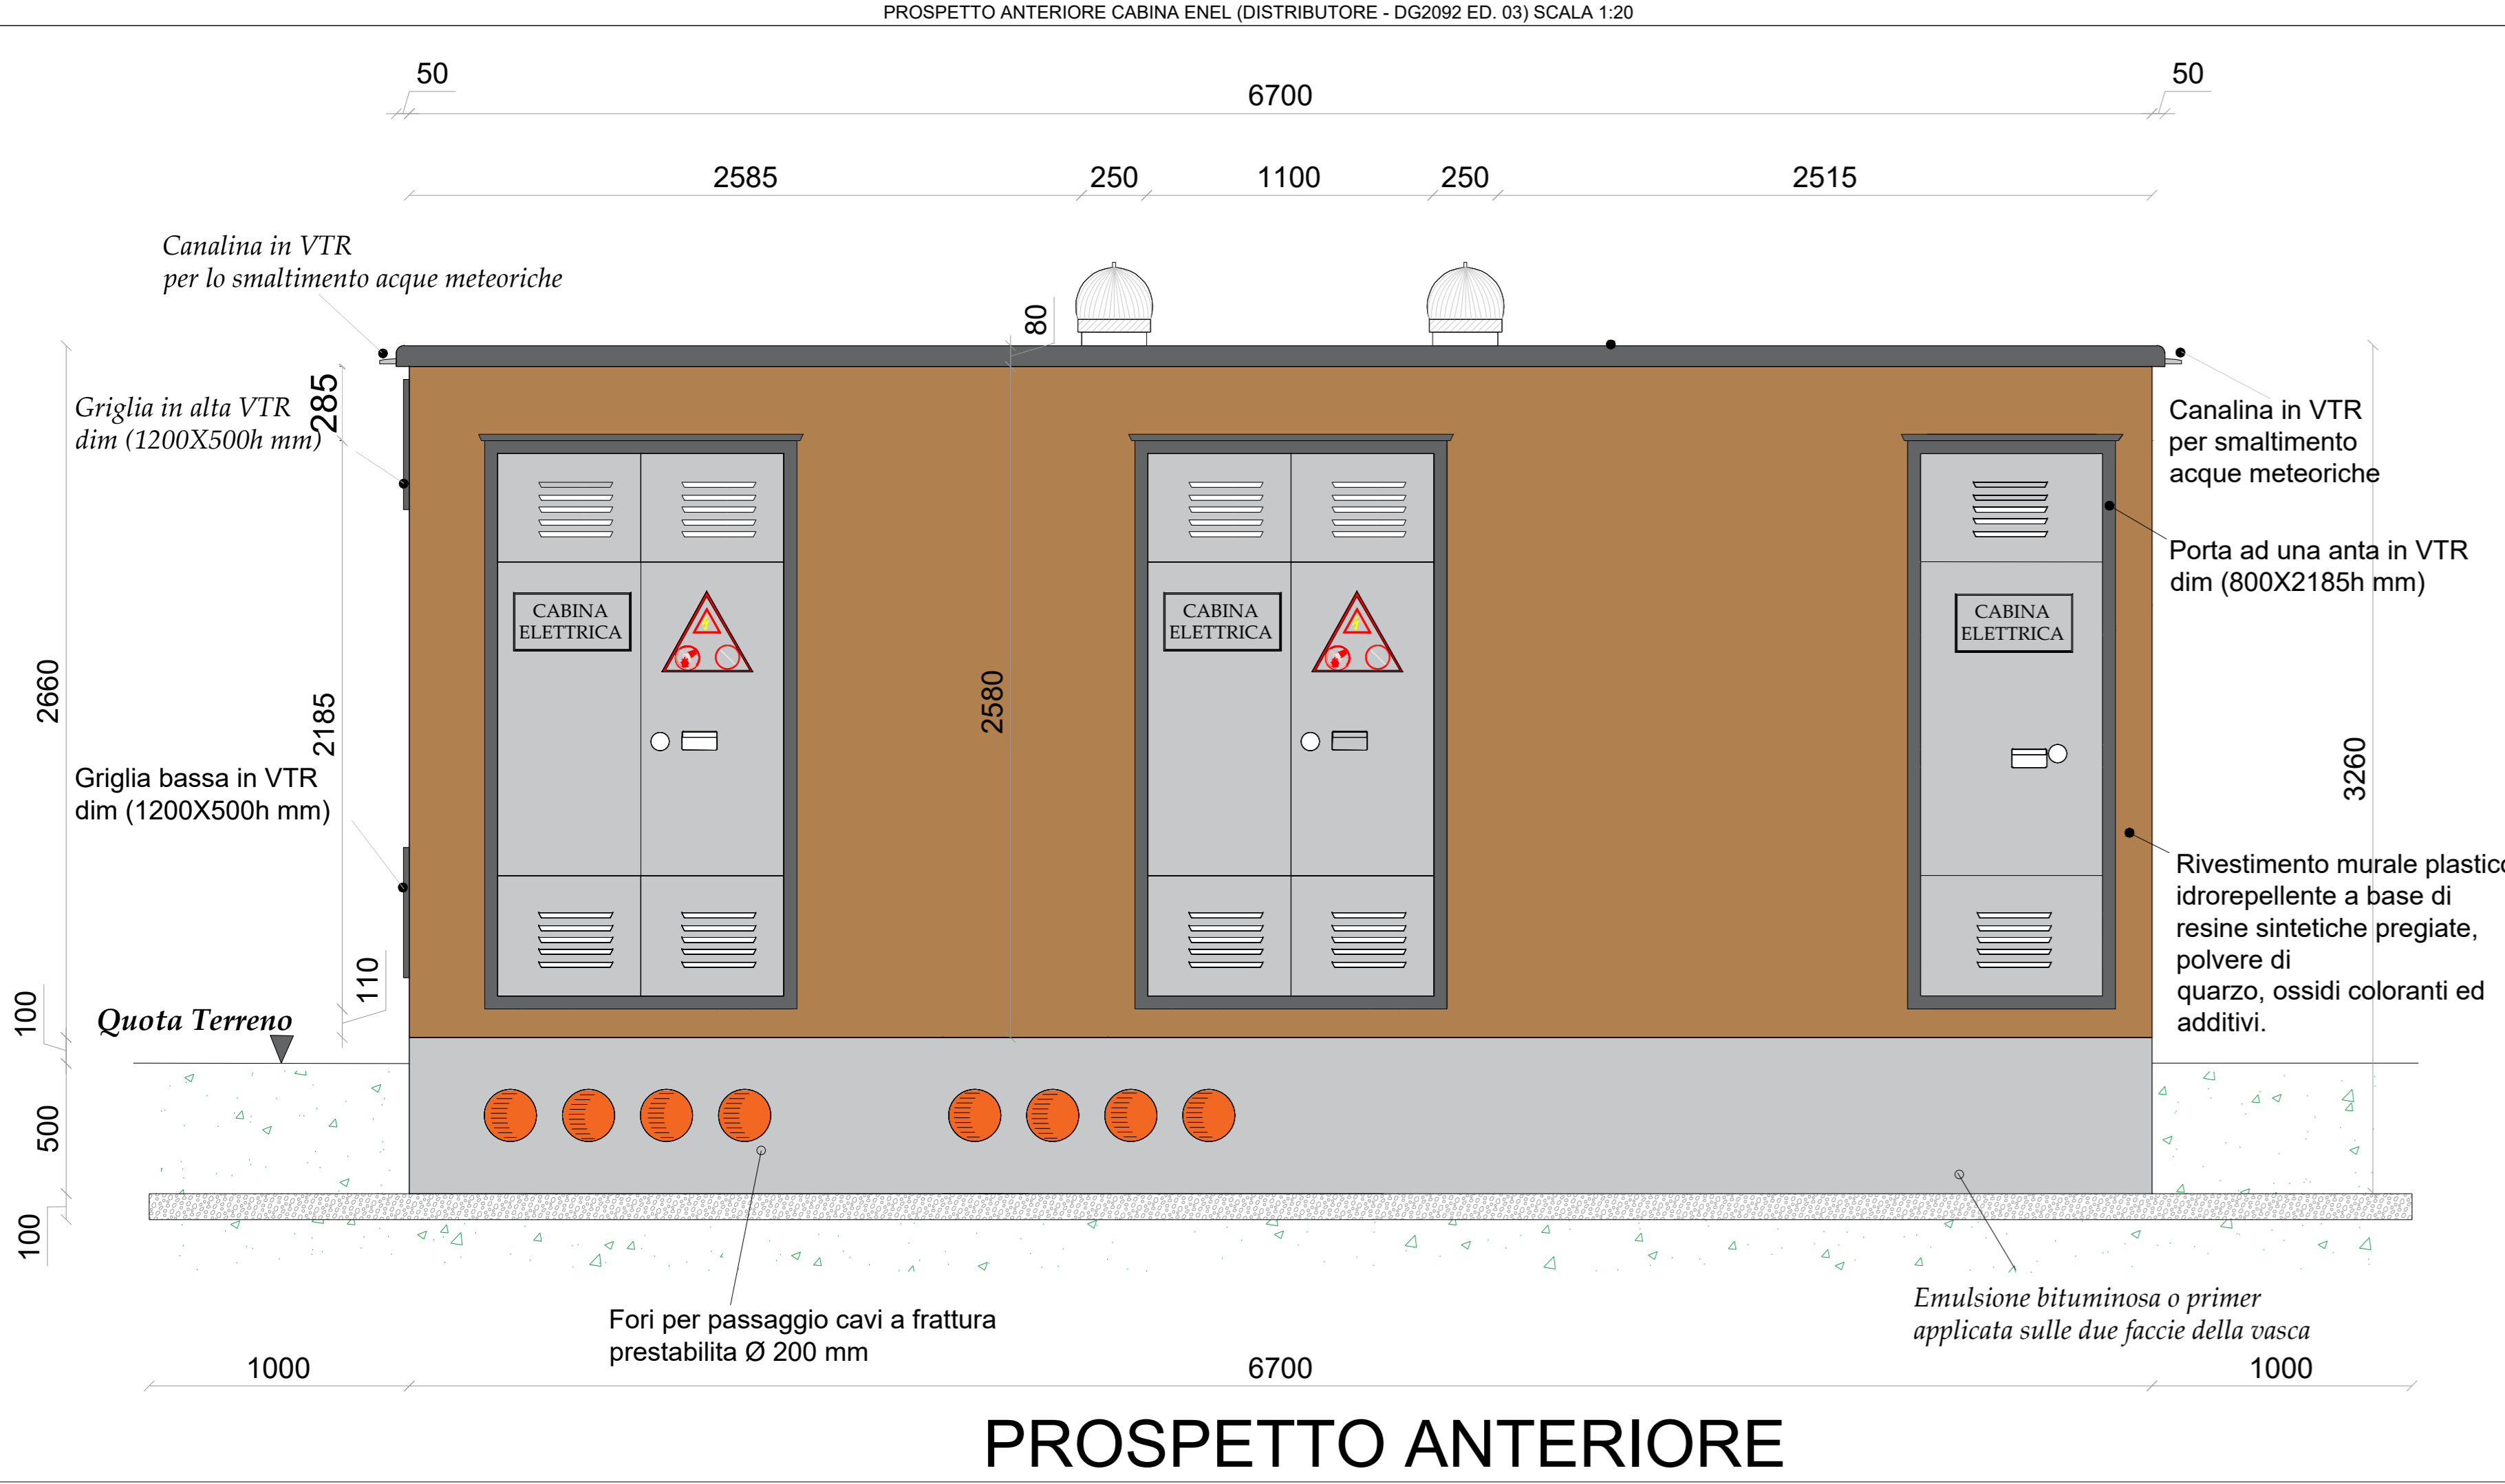 PROSPETTO ANTERIORE CABINA ENEL (DISTRIBUTORE - DG2092 ED. 03) SCALA 1:20
50
6700
50
2585
250
1100
250
2515
Canalina in VTR
per lo smaltimento acque meteoriche
80
285
Griglia in alta VTR
dim (1200X500h mm)
Canalina in VTR
per smaltimento
acque meteoriche
Porta ad una anta in VTR
dim (800X2185h mm)
CABINA
ELETTRICA
CABINA
ELETTRICA
CABINA
ELETTRICA
2660
2185
2580
3260
Griglia bassa in VTR
dim (1200X500h mm)
Rivestimento murale plastico
idrorepellente a base di
resine sintetiche pregiate,
polvere di
quarzo, ossidi coloranti ed
additivi.
110
100
Quota Terreno
500
100
Fori per passaggio cavi a frattura
prestabilita Ø 200 mm
Emulsione bituminosa o primer
applicata sulle due faccie della vasca
1000
6700
1000
PROSPETTO ANTERIORE